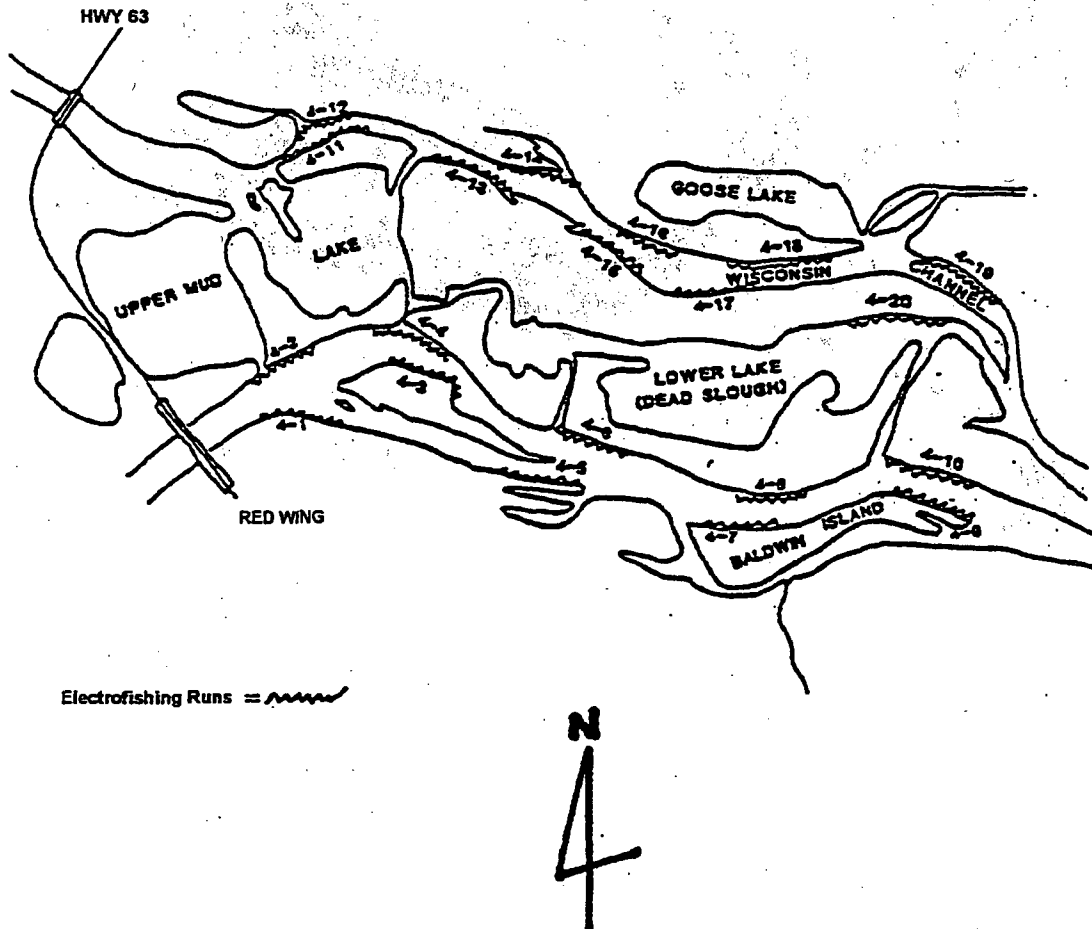 HWY 63
4-12
4-11
4-13
4-14
GOOSE LAKE
4-16
4-18
4-15
WISCONSIN
CHANNEL
4-19
4-17
4-20
LAKE
UPPER MUD
4-3
4-4
4-2
LOWER LAKE
(DEAD SLOUGH)
4-1
4-5
4-6
4-8
4-10
4-7
BALDWIN ISLAND
4-9
RED WING
Electrofishing Runs =
N